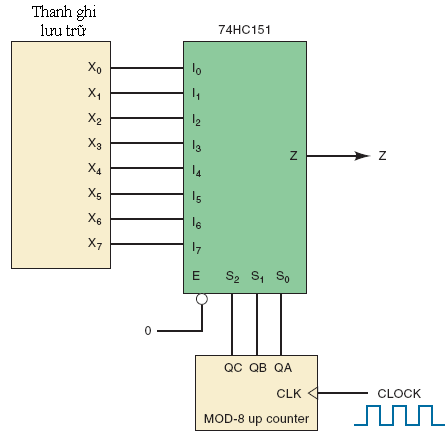 Thanh ghi
lưu trữ
74HC151
X0
I0
X1
I1
X2
I2
X3
I3
Z
Z
X4
I4
X5
I5
X6
I6
X7
I7
E
S2
S1
S0
0
QC
QB
QA
CLK
CLOCK
MOD-8 up counter